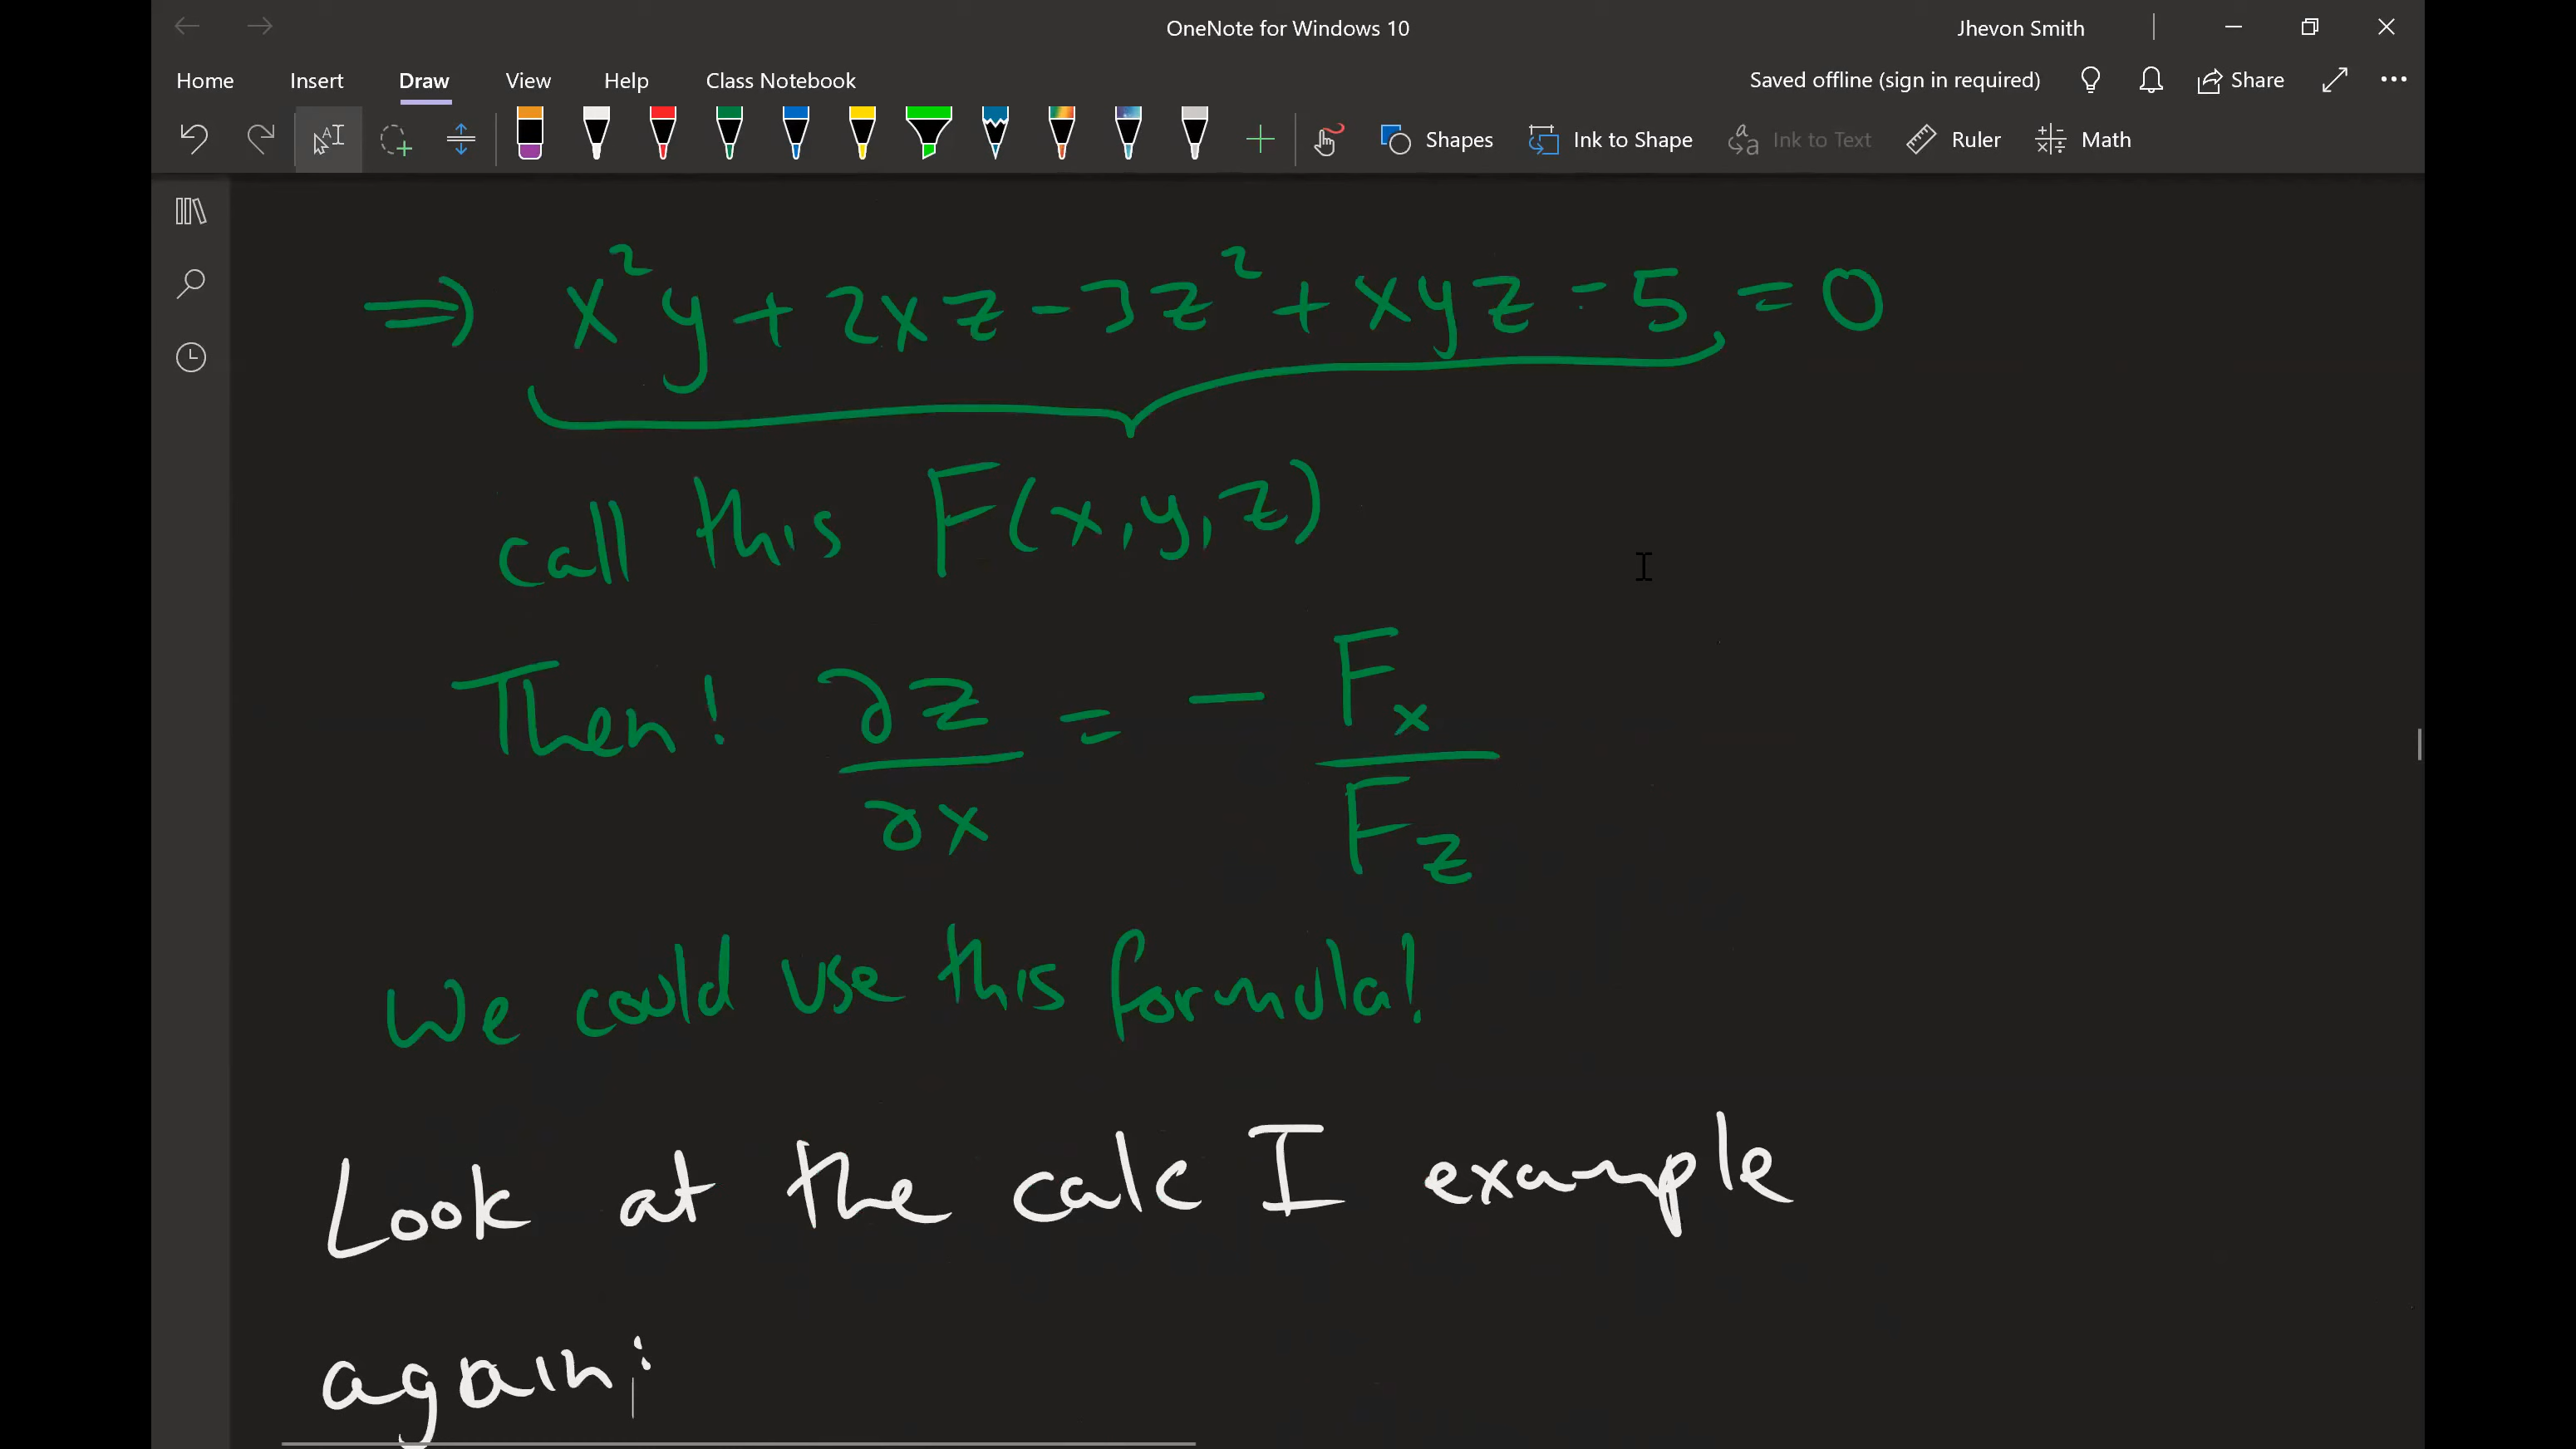 OneNote for Windows 10 Jhevon Smith
Home Insert Draw View Help Class Notebook Saved offline (sign in required) Share
Shapes Ink to Shape Ink to Text Ruler Math
⇒ x²y + 2xz - 3z² + xyz - 5 = 0
call this F(x,y,z)
Then! ∂z/∂x = - Fx/Fz
We could use this formula!
Look at the calc I example
again: